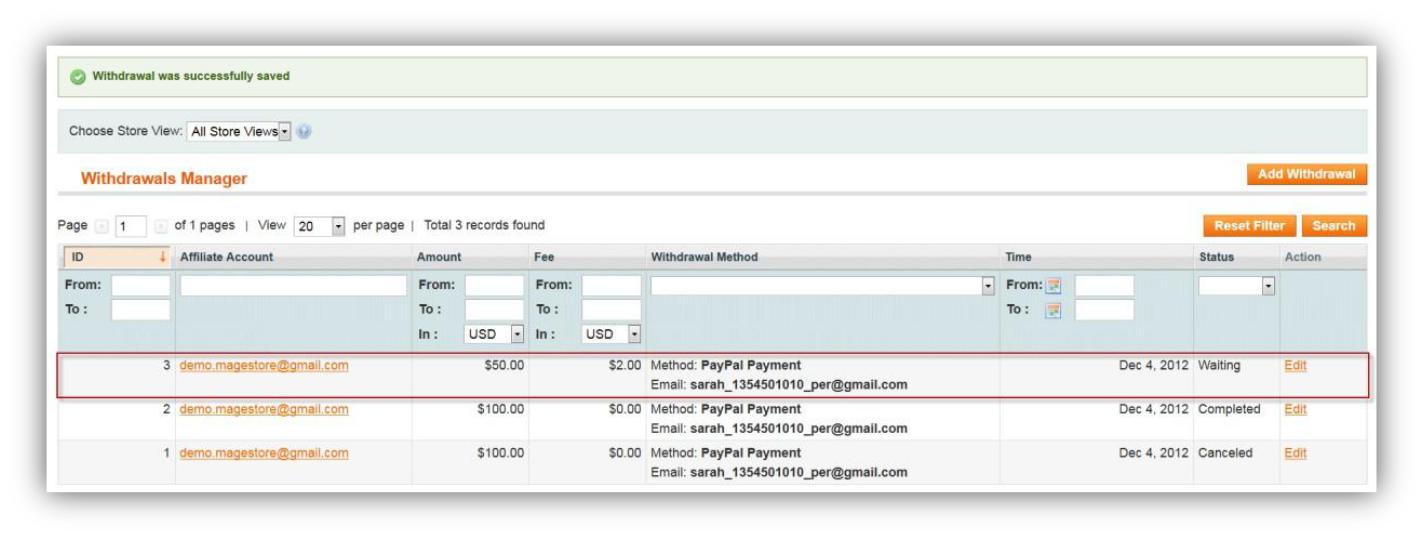 Withdrawal was successfully saved
Choose Store View: All Store Views
Withdrawals Manager Add Withdrawal
Page 1 of 1 pages | View 20 per page | Total 3 records found Reset Filter Search
ID Affiliate Account Amount Fee Withdrawal Method Time Status Action
From: From: From: From:
To : To : To : To :
In : USD In : USD
3 demo.magestore@gmail.com $50.00 $2.00 Method: PayPal Payment Dec 4, 2012 Waiting Edit
Email: sarah_1354501010_per@gmail.com
2 demo.magestore@gmail.com $100.00 $0.00 Method: PayPal Payment Dec 4, 2012 Completed Edit
Email: sarah_1354501010_per@gmail.com
1 demo.magestore@gmail.com $100.00 $0.00 Method: PayPal Payment Dec 4, 2012 Canceled Edit
Email: sarah_1354501010_per@gmail.com